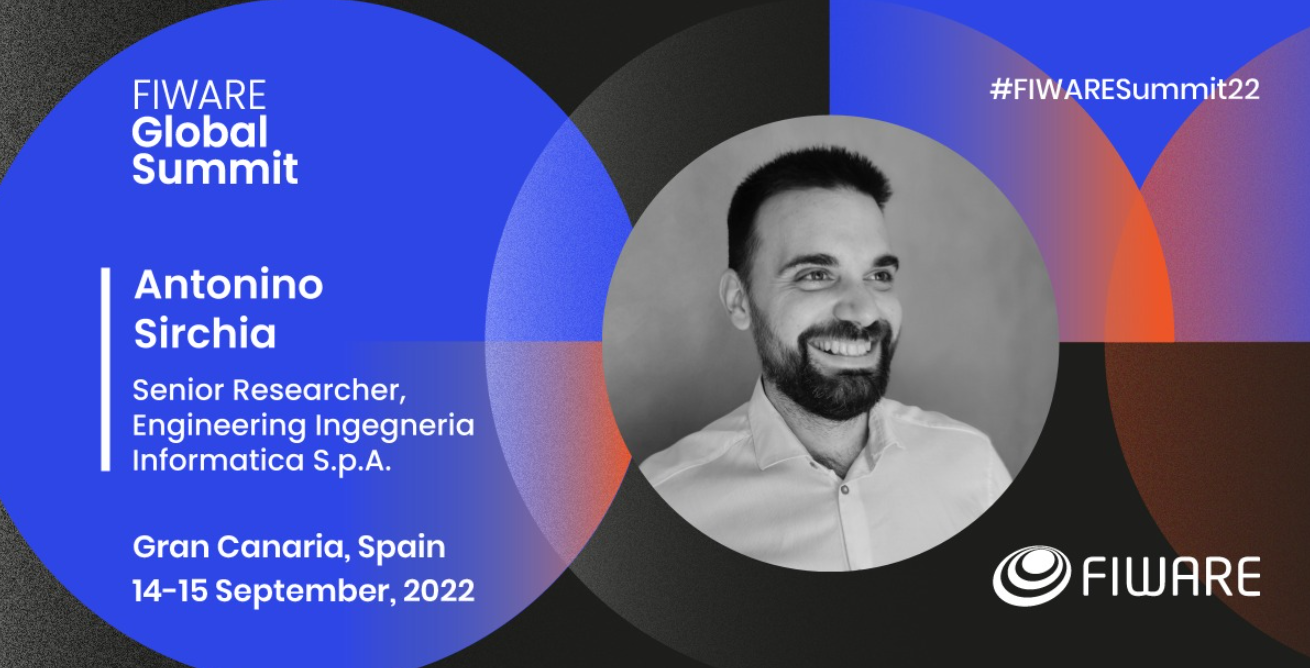 FIWARE
Global
Summit
#FIWARESummit22
Antonino
Sirchia
Senior Researcher,
Engineering Ingegneria
Informatica S.p.A.
Gran Canaria, Spain
14-15 September, 2022
FIWARE